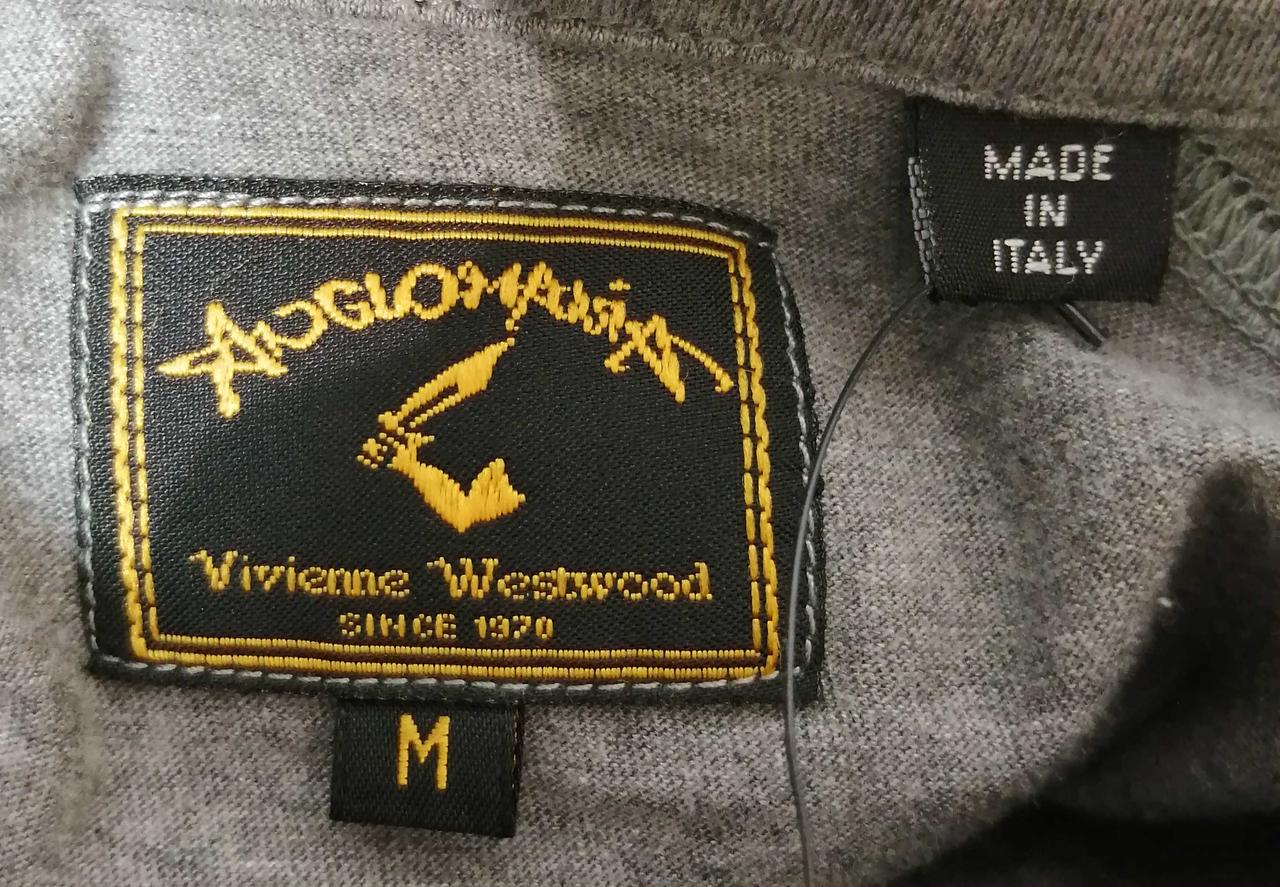 ANGLOMANIA
Vivienne Westwood
SINCE 1970
M
MADE
IN
ITALY